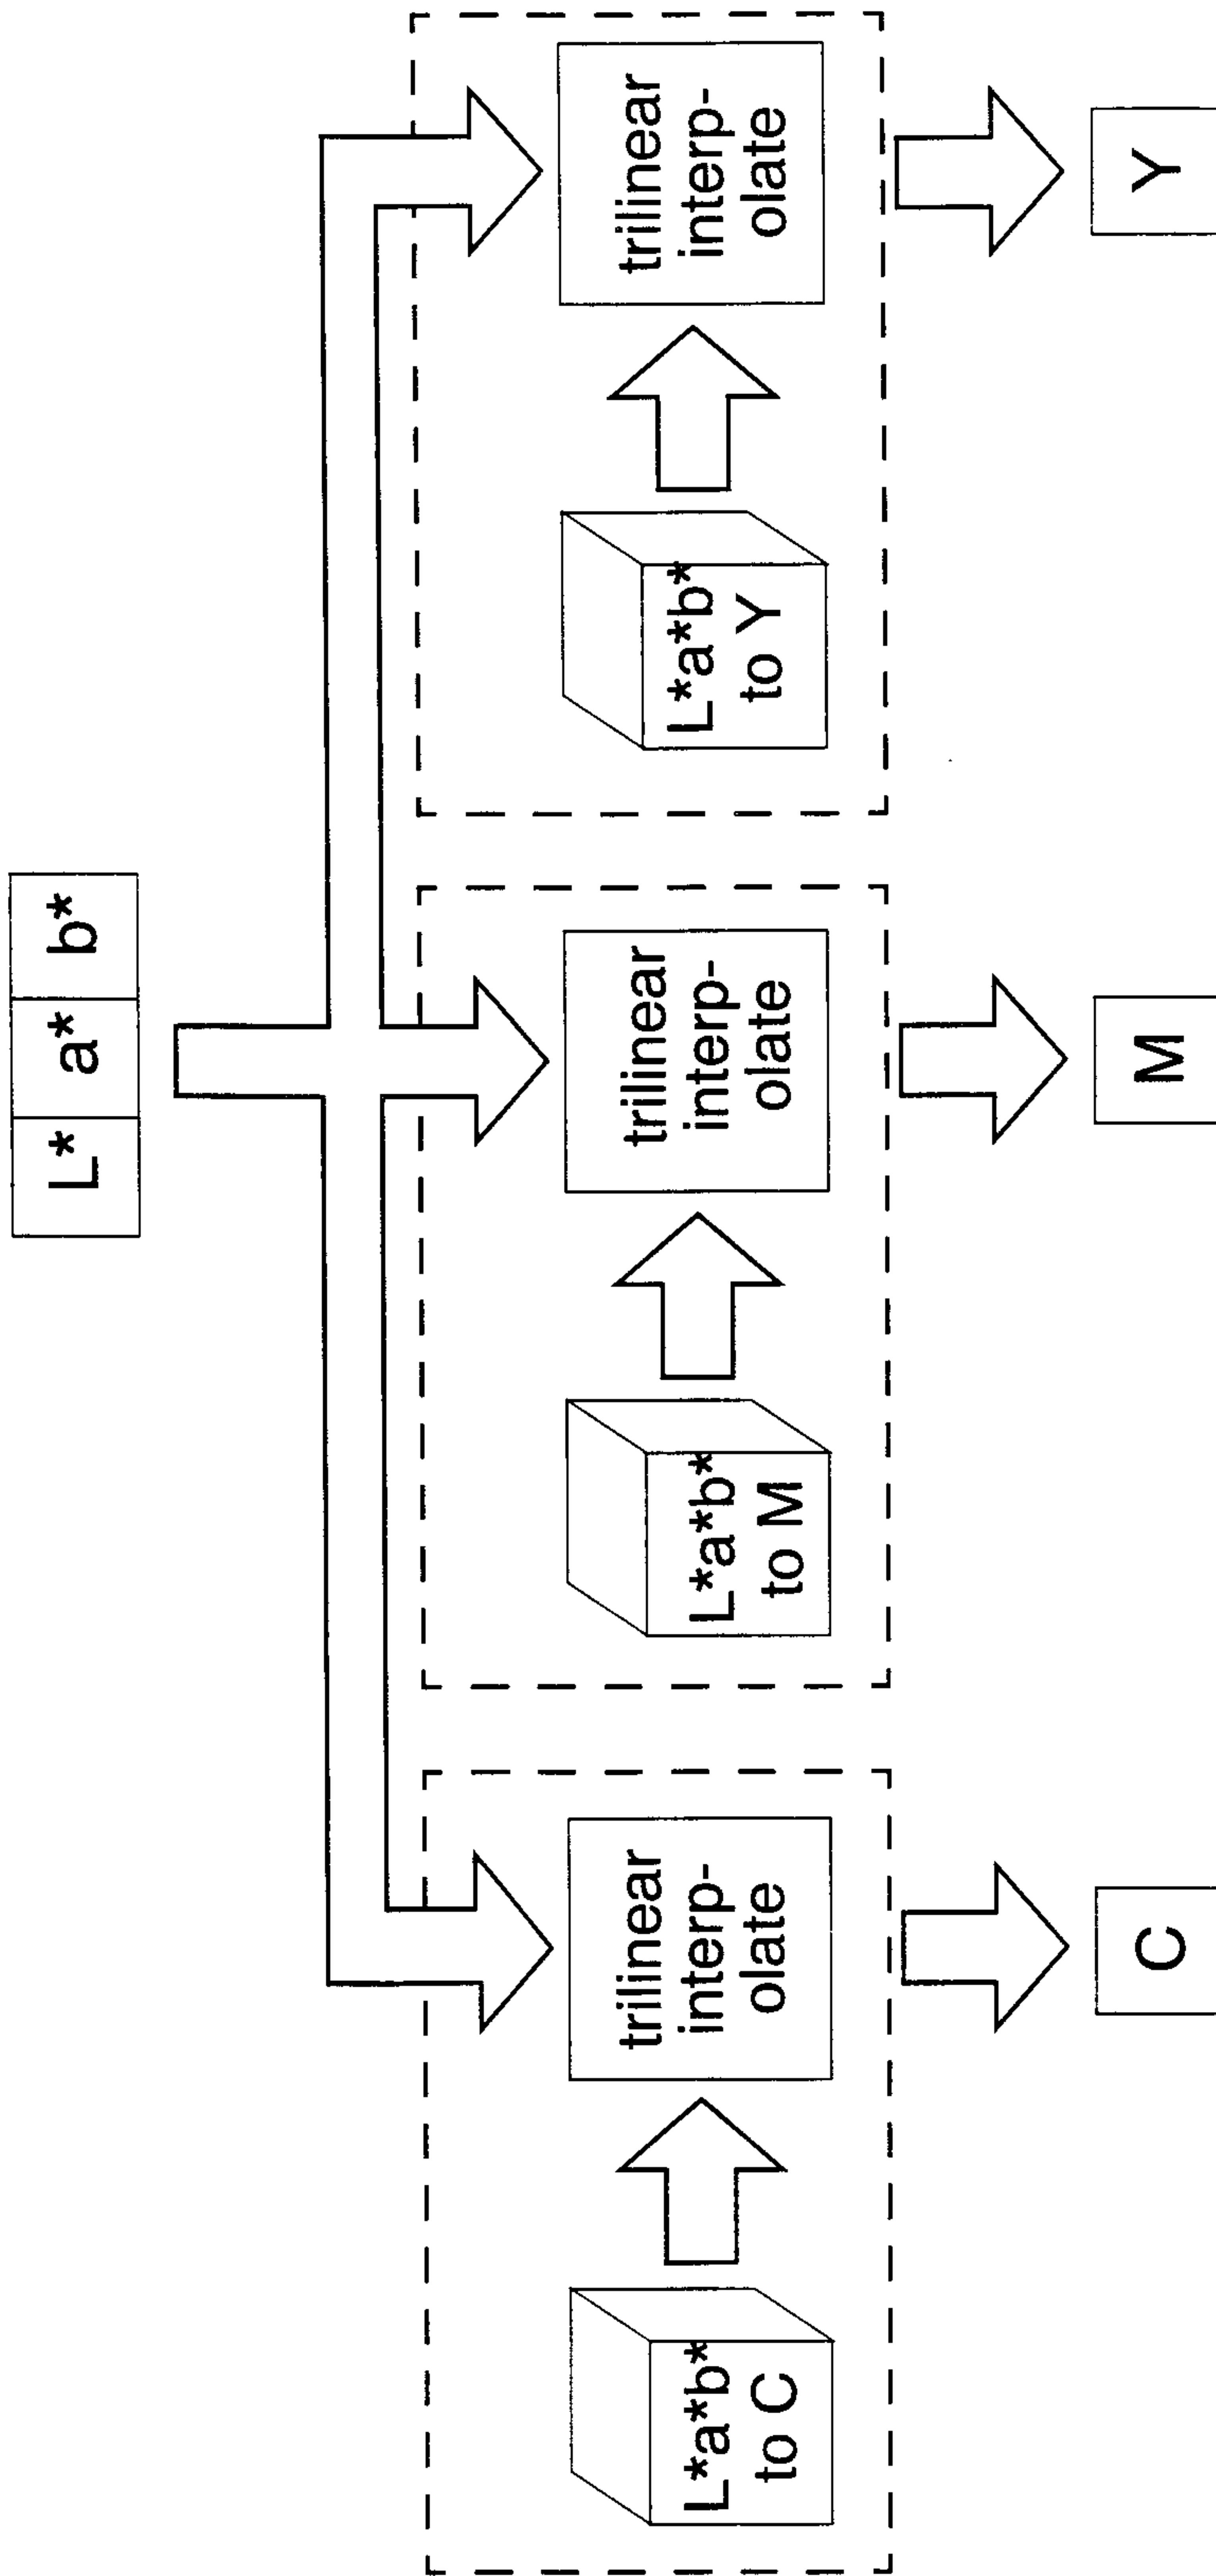 L* a* b*
L*a*b*
to C
trilinear
interp-
olate
L*a*b*
to M
trilinear
interp-
olate
L*a*b*
to Y
trilinear
interp-
olate
C
M
Y